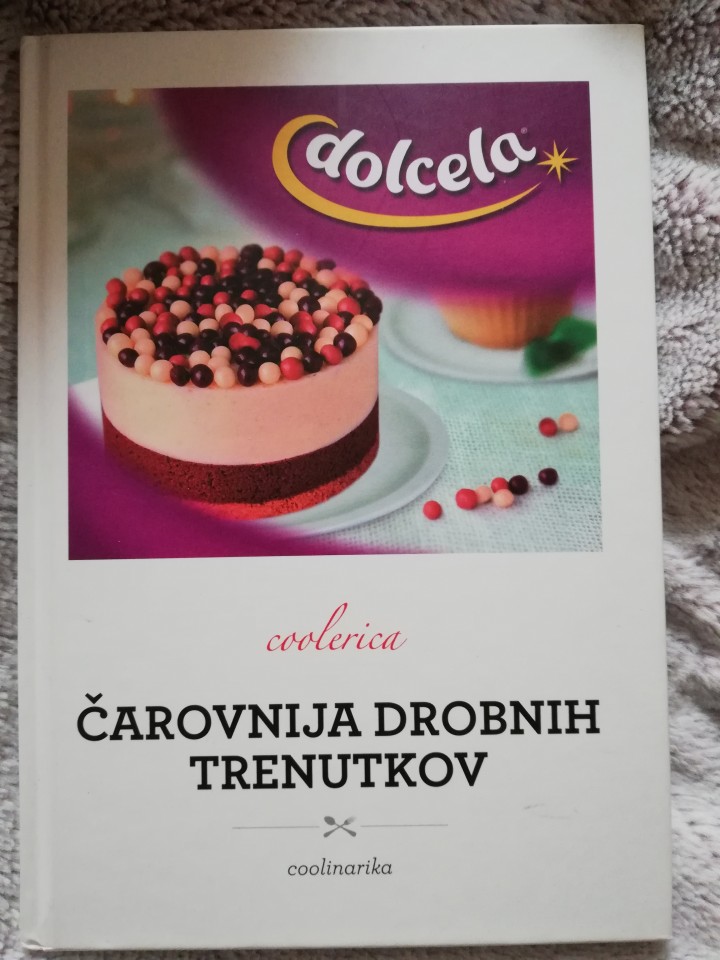 dolcela
coolerica
ČAROVNIJA DROBNIH
TRENUTKOV
coolinarika